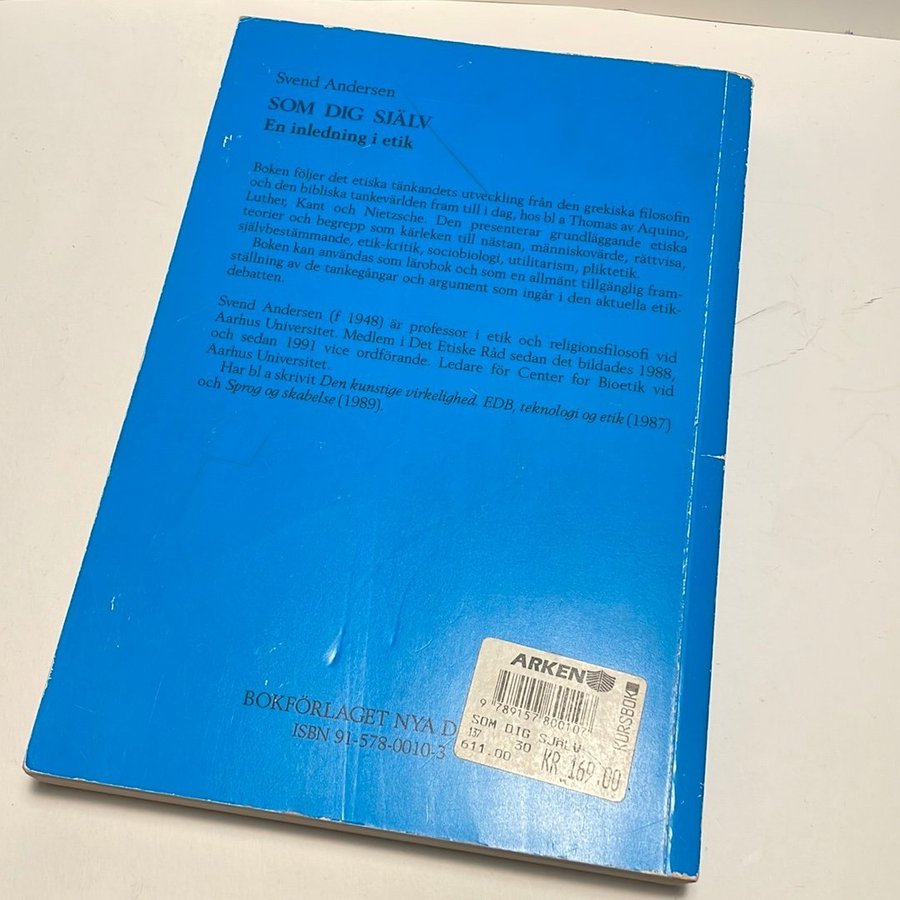 Svend Andersen
SOM DIG SJÄLV
En inledning i etik
Boken följer det etiska tänkandets utveckling från den grekiska filosofin
och den bibliska tankevärlden fram till i dag, hos bl a Thomas av Aquino,
Luther, Kant och Nietzsche. Den presenterar grundläggande etiska
teorier och begrepp som kärleken till nästan, människovärde, rättvisa,
självbestämmande, etik-kritik, sociobiologi, utilitarism, pliktetik.
Boken kan användas som lärobok och som en allmänt tillgänglig fram-
ställning av de tankegångar och argument som ingår i den aktuella etik-
debatten.
Svend Andersen (f 1948) är professor i etik och religionsfilosofi vid
Aarhus Universitet. Medlem i Det Etiske Råd sedan det bildades 1988,
och sedan 1991 vice ordförande. Ledare för Center for Bioetik vid
Aarhus Universitet.
Har bl a skrivit Den kunstige virkelighed. EDB, teknologi og etik (1987)
och Sprog og skabelse (1989).
BOKFÖRLAGET NYA D
ISBN 91-578-0010-3
ARKEN
KURSBOK
9 789157 800107
SOM DIG SJÄLV
137 30
611.00 KR 169.00